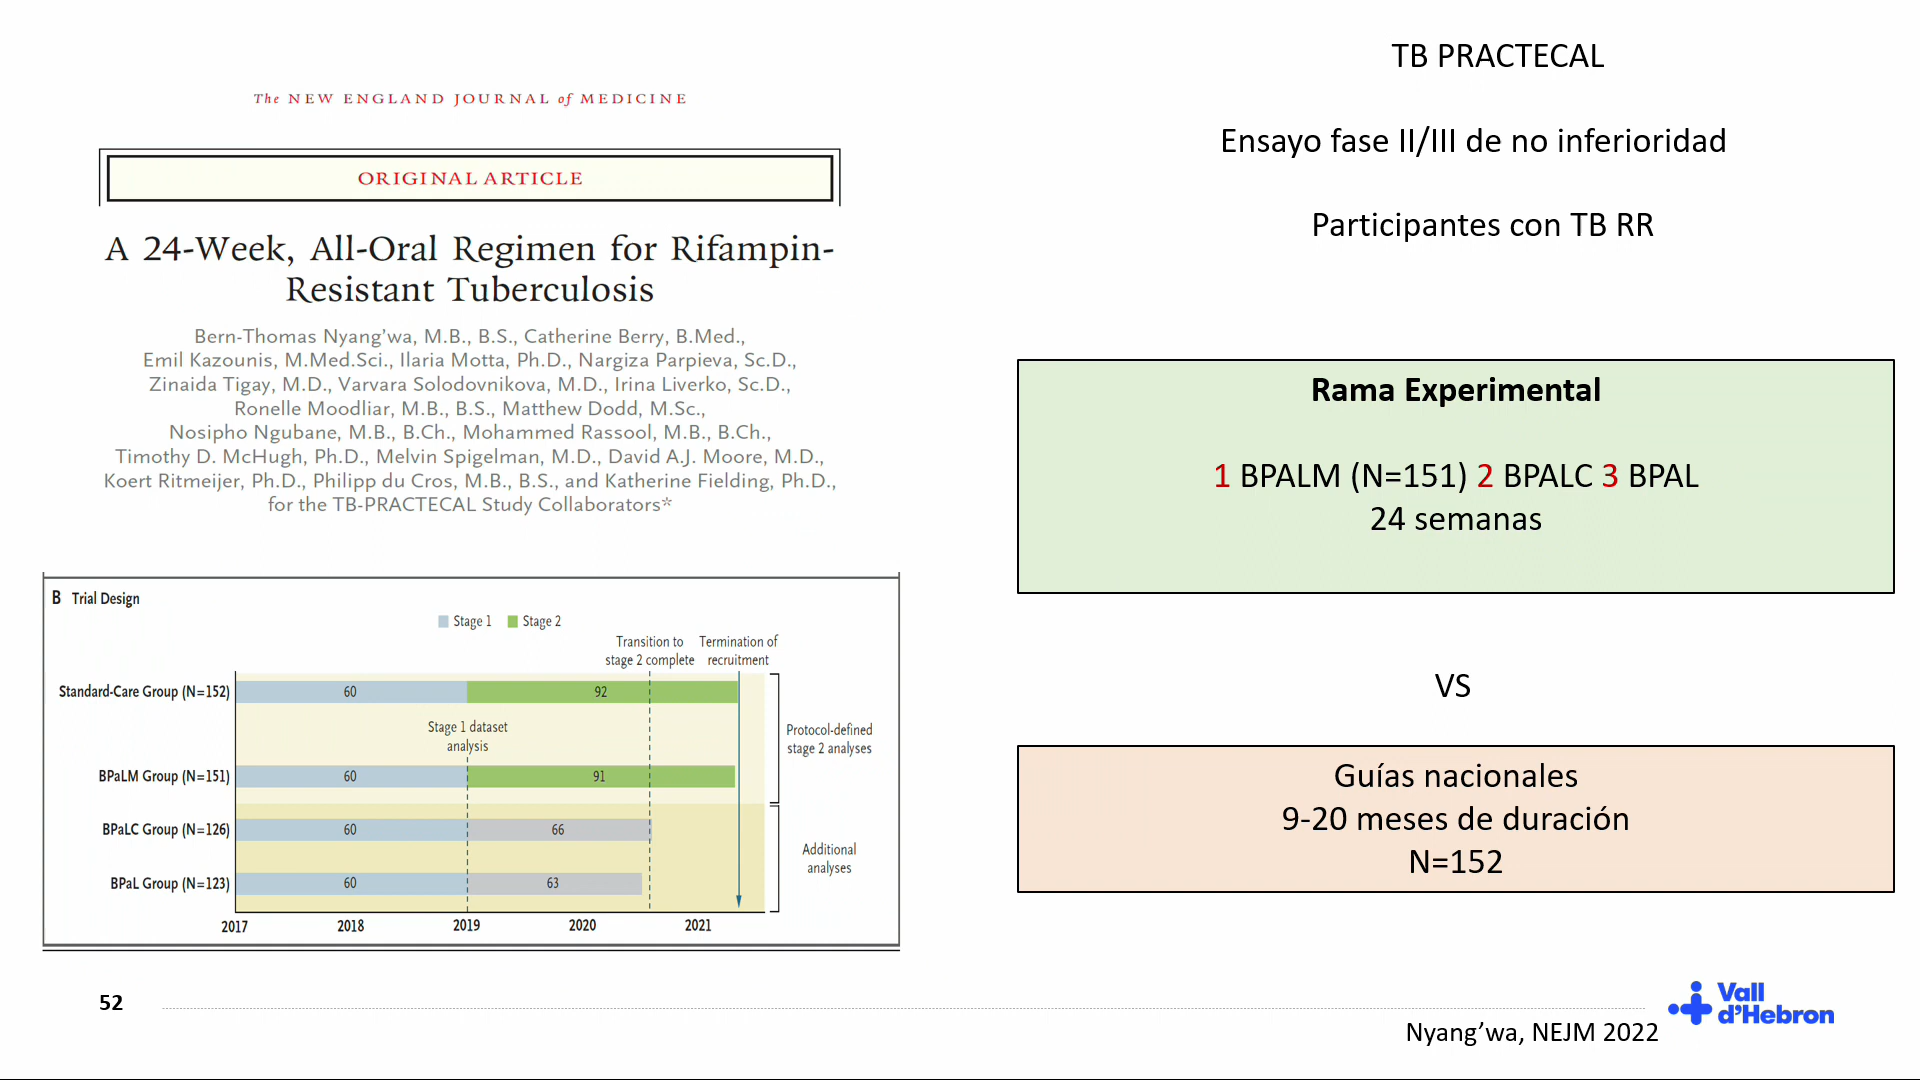 The NEW ENGLAND JOURNAL of MEDICINE
ORIGINAL ARTICLE
A 24-Week, All-Oral Regimen for Rifampin-
Resistant Tuberculosis
Bern-Thomas Nyang’wa, M.B., B.S., Catherine Berry, B.Med.,
Emil Kazounis, M.Med.Sci., Ilaria Motta, Ph.D., Nargiza Parpieva, Sc.D.,
Zinaida Tigay, M.D., Varvara Solodovnikova, M.D., Irina Liverko, Sc.D.,
Ronelle Moodliar, M.B., B.S., Matthew Dodd, M.Sc.,
Nosipho Ngubane, M.B., B.Ch., Mohammed Rassool, M.B., B.Ch.,
Timothy D. McHugh, Ph.D., Melvin Spigelman, M.D., David A.J. Moore, M.D.,
Koert Ritmeijer, Ph.D., Philipp du Cros, M.B., B.S., and Katherine Fielding, Ph.D.,
for the TB-PRACTECAL Study Collaborators*
B Trial Design
Stage 1 Stage 2
Transition to
stage 2 complete
Termination of
recruitment
Standard-Care Group (N=152) 60 92
Stage 1 dataset
analysis
Protocol-defined
stage 2 analyses
BPaLM Group (N=151) 60 91
BPaLC Group (N=126) 60 66
Additional
analyses
BPaL Group (N=123) 60 63
2017 2018 2019 2020 2021
TB PRACTECAL
Ensayo fase II/III de no inferioridad
Participantes con TB RR
Rama Experimental
1 BPALM (N=151) 2 BPALC 3 BPAL
24 semanas
VS
Guías nacionales
9-20 meses de duración
N=152
52
Vall
d’Hebron
Nyang’wa, NEJM 2022